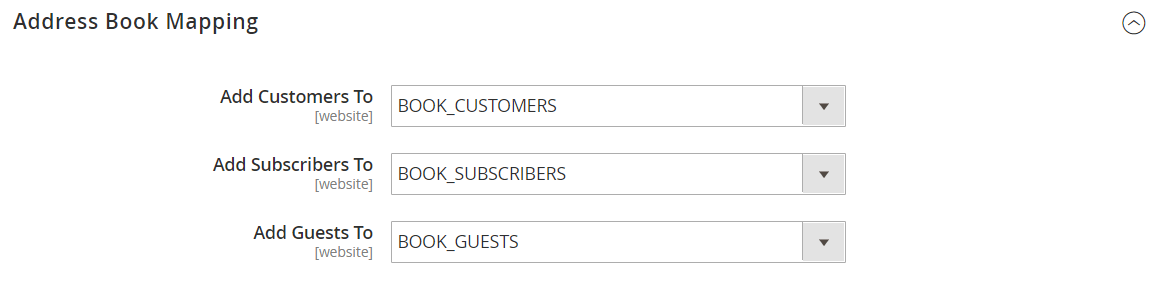 Address Book Mapping
Add Customers To
[website]
BOOK_CUSTOMERS
Add Subscribers To
[website]
BOOK_SUBSCRIBERS
Add Guests To
[website]
BOOK_GUESTS